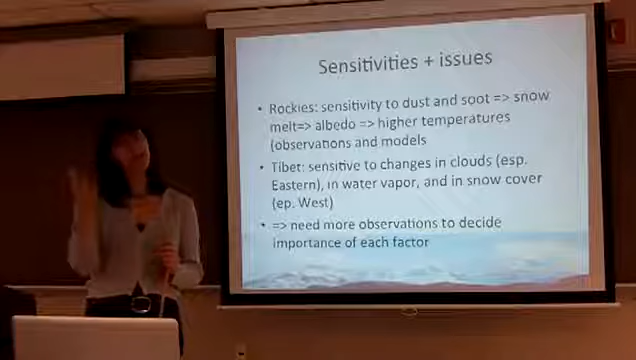 Sensitivities + issues
• Rockies: sensitivity to dust and soot => snow
melt=> albedo => higher temperatures
(observations and models
• Tibet: sensitive to changes in clouds (esp.
Eastern), in water vapor, and in snow cover
(ep. West)
• => need more observations to decide
importance of each factor